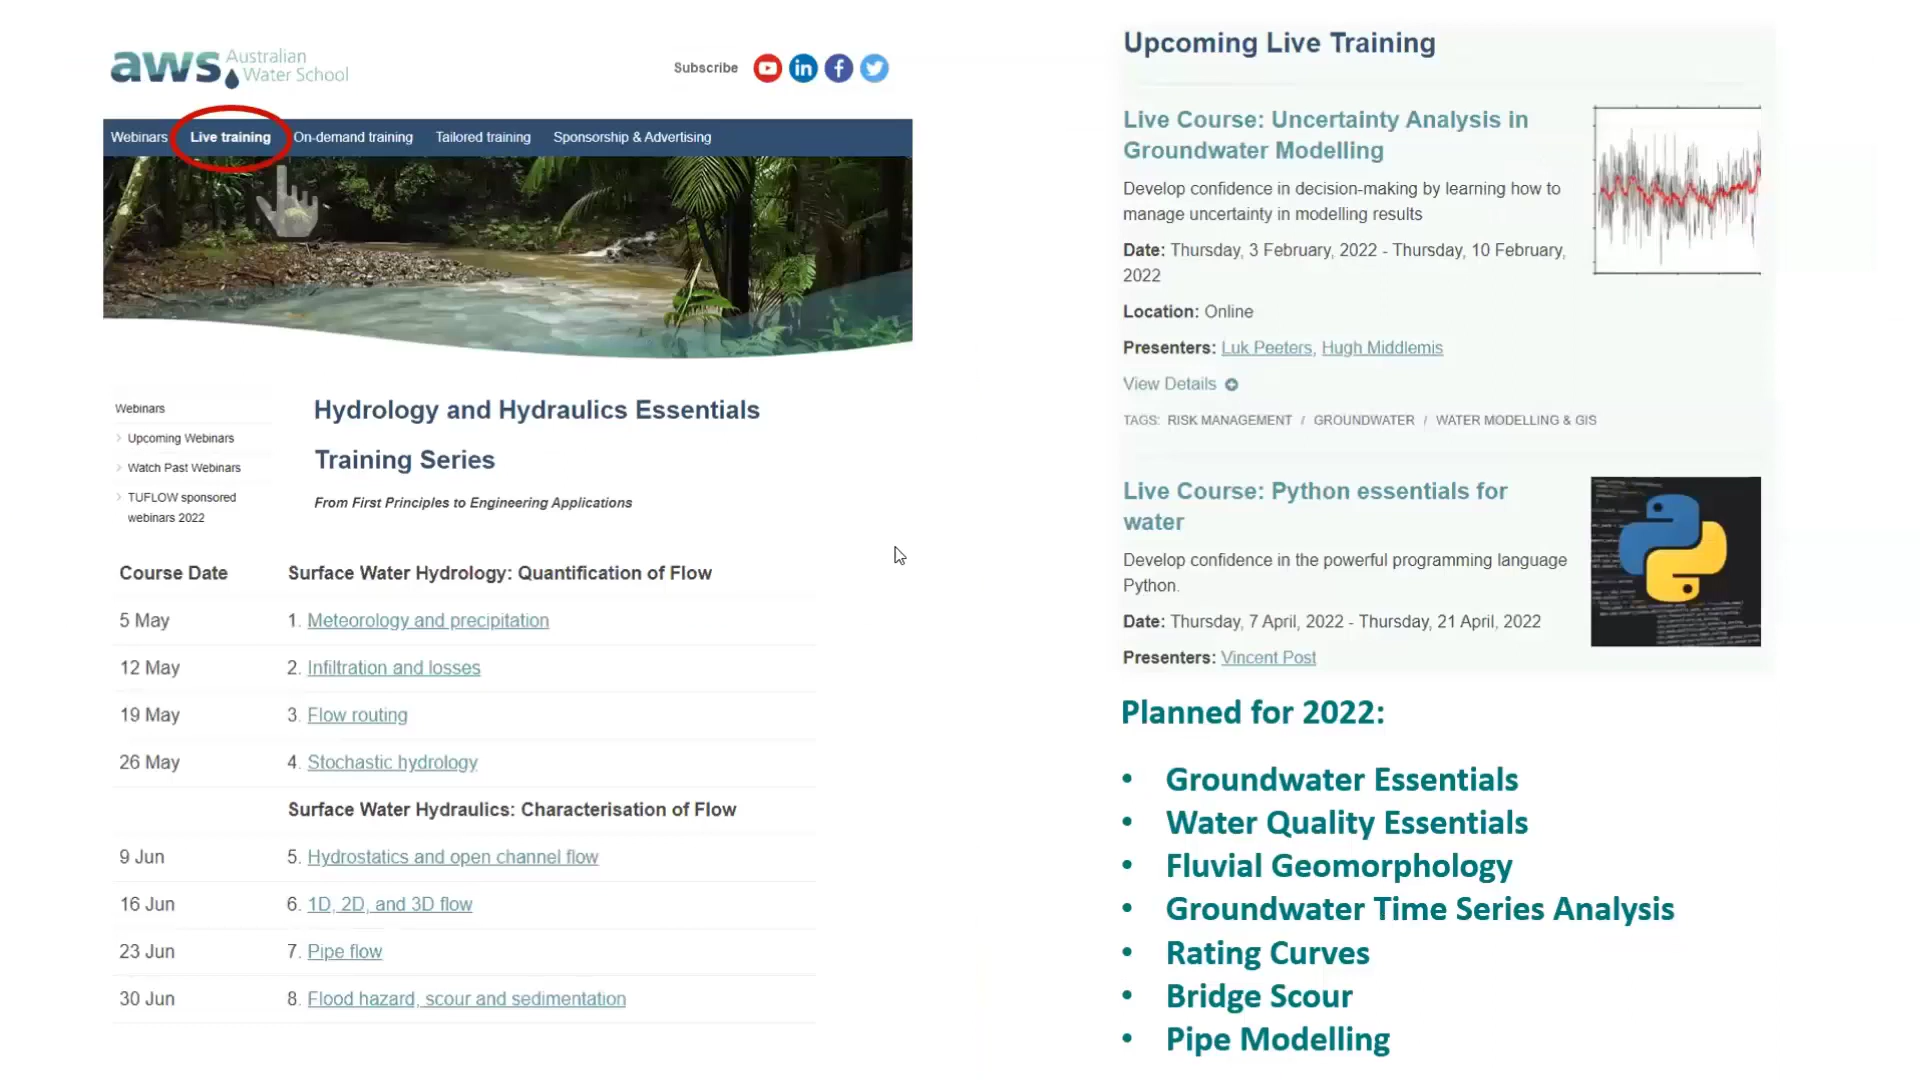 aws Australian
Water School
Subscribe
Webinars Live training On-demand training Tailored training Sponsorship & Advertising
Webinars
Upcoming Webinars
Watch Past Webinars
TUFLOW sponsored
webinars 2022
Hydrology and Hydraulics Essentials
Training Series
From First Principles to Engineering Applications
Course Date Surface Water Hydrology: Quantification of Flow
5 May 1. Meteorology and precipitation
12 May 2. Infiltration and losses
19 May 3. Flow routing
26 May 4. Stochastic hydrology
Surface Water Hydraulics: Characterisation of Flow
9 Jun 5. Hydrostatics and open channel flow
16 Jun 6. 1D, 2D, and 3D flow
23 Jun 7. Pipe flow
30 Jun 8. Flood hazard, scour and sedimentation
Upcoming Live Training
Live Course: Uncertainty Analysis in
Groundwater Modelling
Develop confidence in decision-making by learning how to
manage uncertainty in modelling results
Date: Thursday, 3 February, 2022 - Thursday, 10 February,
2022
Location: Online
Presenters: Luk Peeters, Hugh Middlemis
View Details
TAGS: RISK MANAGEMENT / GROUNDWATER / WATER MODELLING & GIS
Live Course: Python essentials for
water
Develop confidence in the powerful programming language
Python.
Date: Thursday, 7 April, 2022 - Thursday, 21 April, 2022
Presenters: Vincent Post
Planned for 2022:
• Groundwater Essentials
• Water Quality Essentials
• Fluvial Geomorphology
• Groundwater Time Series Analysis
• Rating Curves
• Bridge Scour
• Pipe Modelling